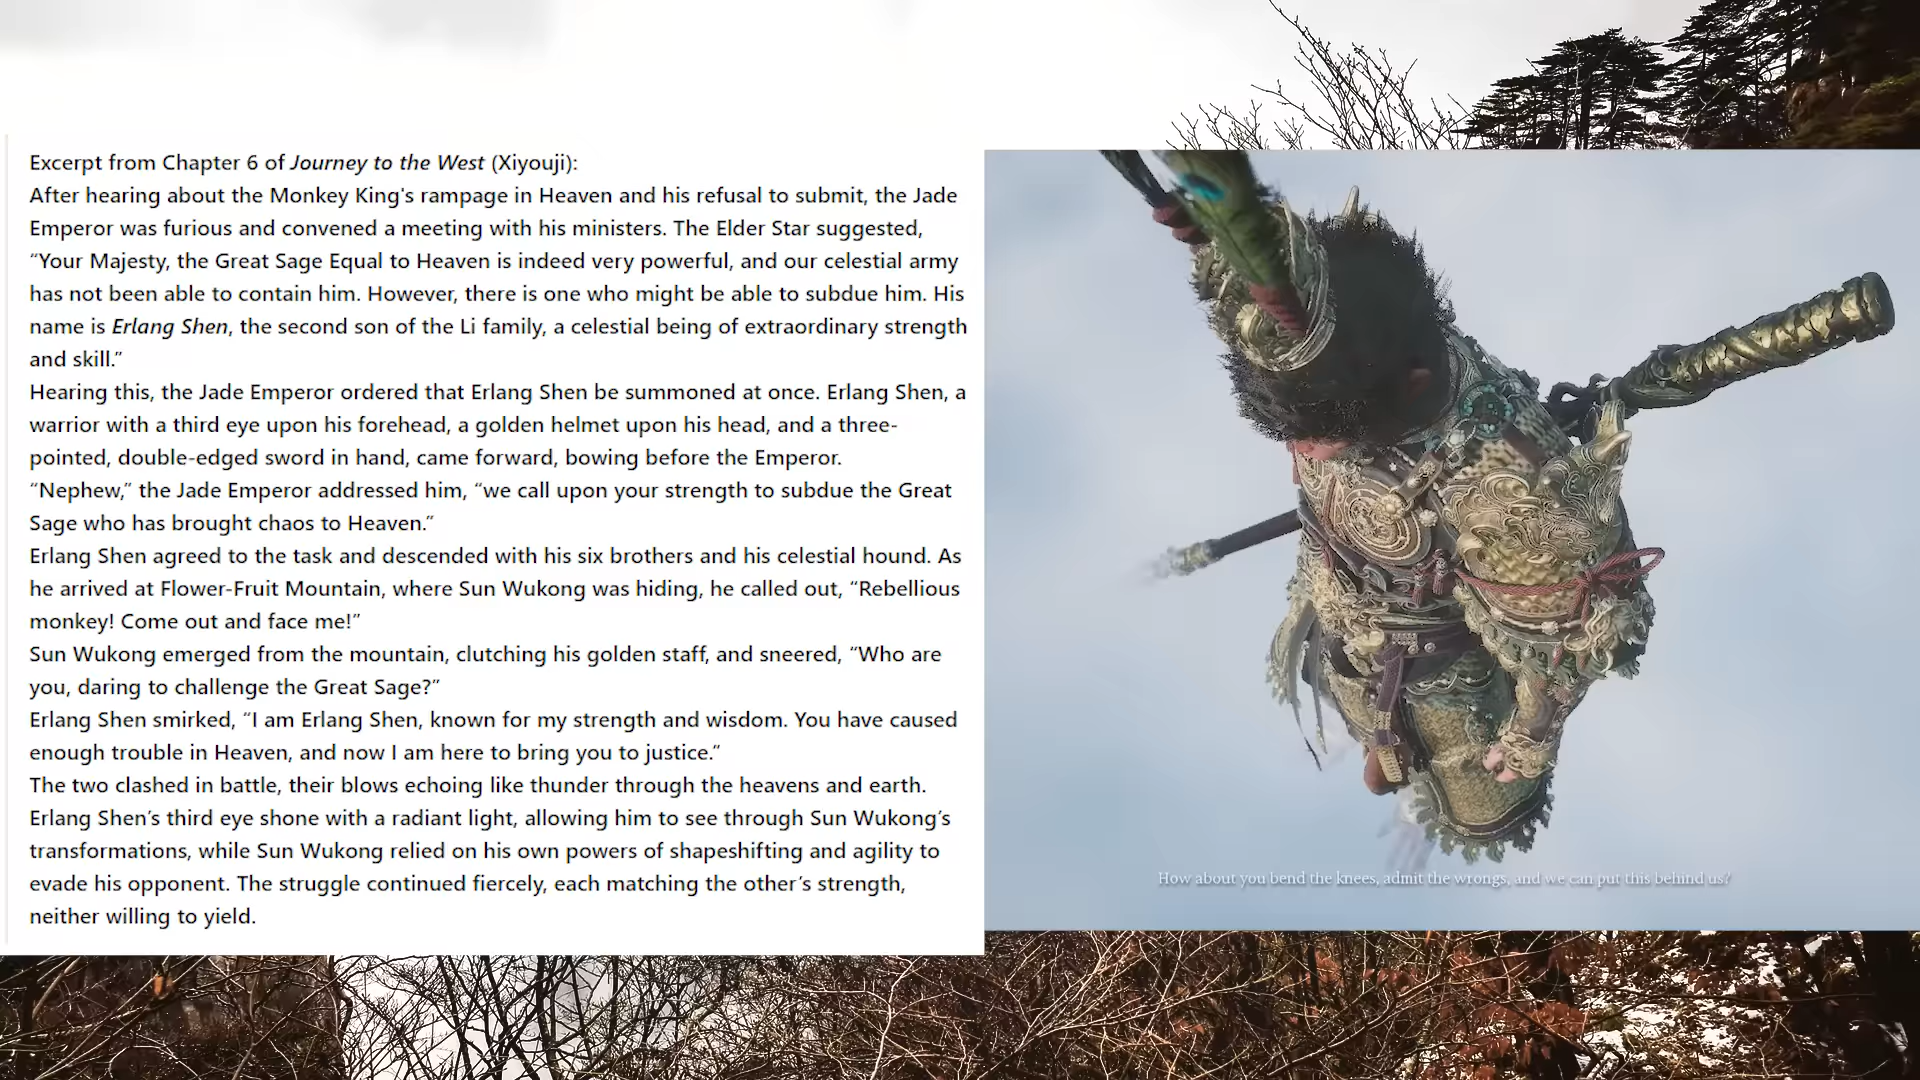 Excerpt from Chapter 6 of Journey to the West (Xiyouji):
After hearing about the Monkey King's rampage in Heaven and his refusal to submit, the Jade
Emperor was furious and convened a meeting with his ministers. The Elder Star suggested,
“Your Majesty, the Great Sage Equal to Heaven is indeed very powerful, and our celestial army
has not been able to contain him. However, there is one who might be able to subdue him. His
name is Erlang Shen, the second son of the Li family, a celestial being of extraordinary strength
and skill.”
Hearing this, the Jade Emperor ordered that Erlang Shen be summoned at once. Erlang Shen, a
warrior with a third eye upon his forehead, a golden helmet upon his head, and a three-
pointed, double-edged sword in hand, came forward, bowing before the Emperor.
“Nephew,” the Jade Emperor addressed him, “we call upon your strength to subdue the Great
Sage who has brought chaos to Heaven.”
Erlang Shen agreed to the task and descended with his six brothers and his celestial hound. As
he arrived at Flower-Fruit Mountain, where Sun Wukong was hiding, he called out, “Rebellious
monkey! Come out and face me!”
Sun Wukong emerged from the mountain, clutching his golden staff, and sneered, “Who are
you, daring to challenge the Great Sage?”
Erlang Shen smirked, “I am Erlang Shen, known for my strength and wisdom. You have caused
enough trouble in Heaven, and now I am here to bring you to justice.”
The two clashed in battle, their blows echoing like thunder through the heavens and earth.
Erlang Shen’s third eye shone with a radiant light, allowing him to see through Sun Wukong’s
transformations, while Sun Wukong relied on his own powers of shapeshifting and agility to
evade his opponent. The struggle continued fiercely, each matching the other’s strength,
neither willing to yield.
How about you bend the knees, admit the wrongs, and we can put this behind us?